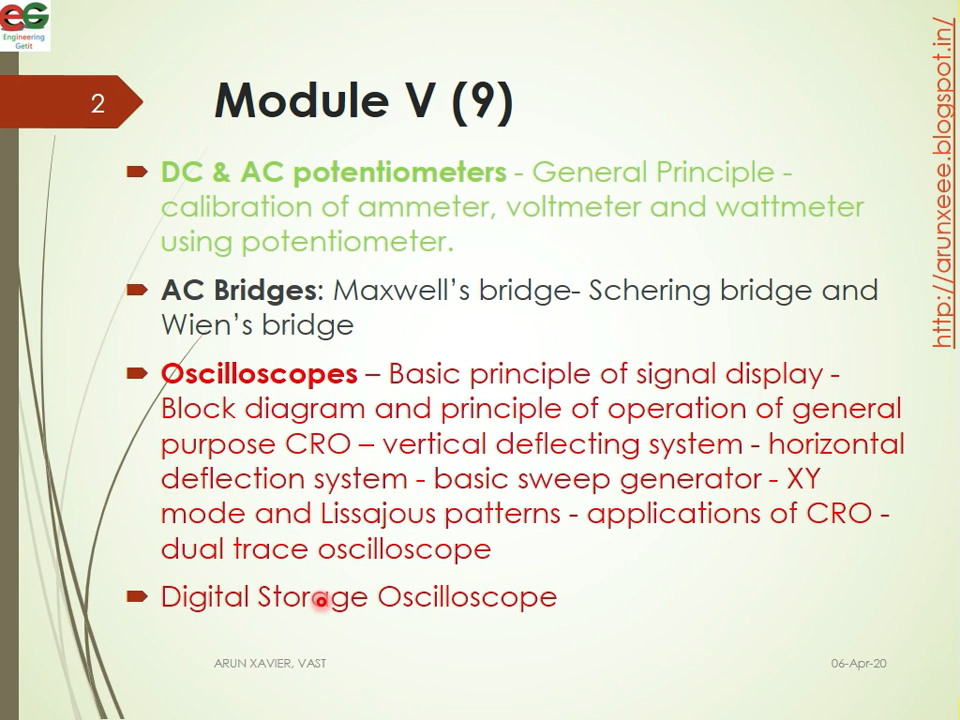 EG
Engineering
Getit
2
Module V (9)
DC & AC potentiometers - General Principle -
calibration of ammeter, voltmeter and wattmeter
using potentiometer.
AC Bridges: Maxwell’s bridge- Schering bridge and
Wien’s bridge
Oscilloscopes – Basic principle of signal display -
Block diagram and principle of operation of general
purpose CRO – vertical deflecting system - horizontal
deflection system - basic sweep generator - XY
mode and Lissajous patterns - applications of CRO -
dual trace oscilloscope
Digital Storage Oscilloscope
ARUN XAVIER, VAST
06-Apr-20
http://arunxeee.blogspot.in/